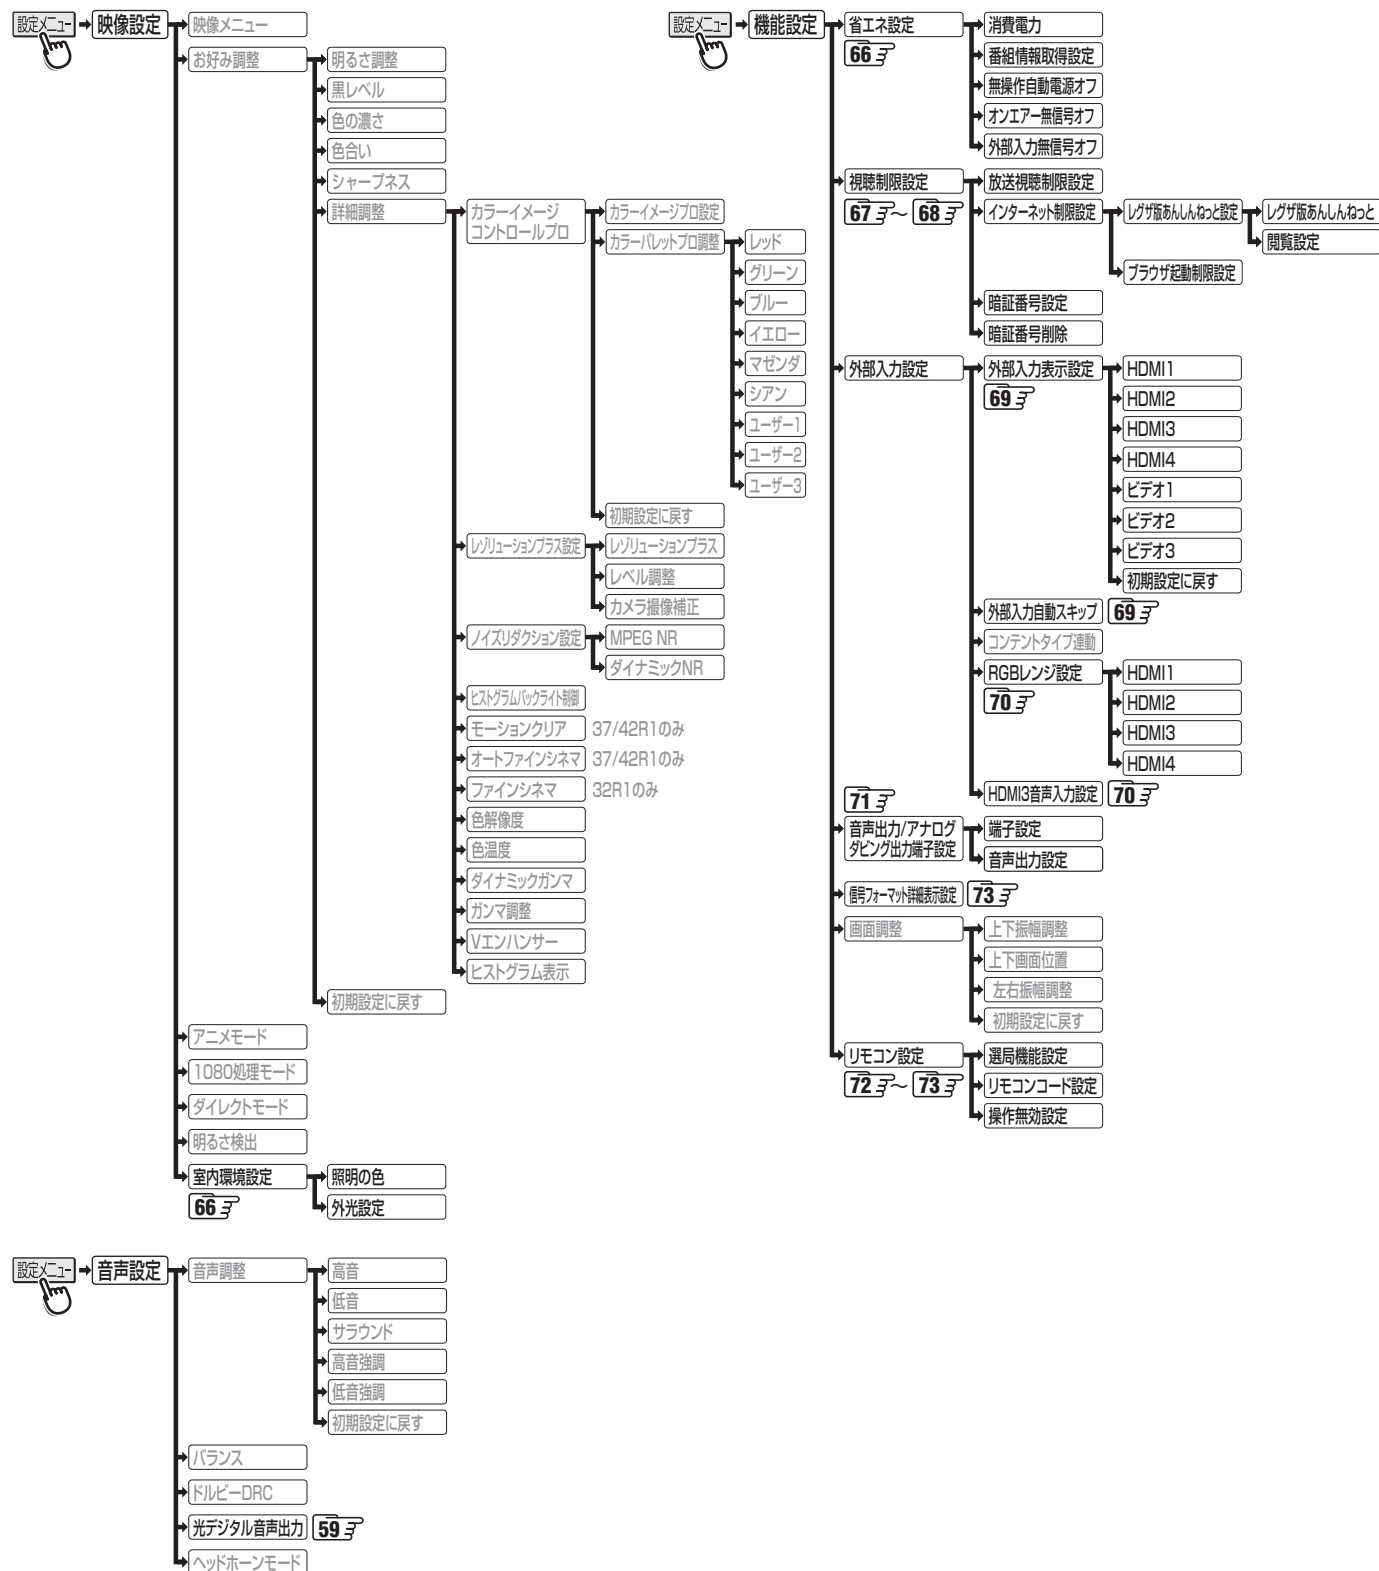 設定メニュー
映像設定
映像メニュー
お好み調整
明るさ調整
黒レベル
色の濃さ
色合い
シャープネス
詳細調整
カラーイメージ
コントロールプロ
カラーイメージプロ設定
カラーパレットプロ調整
レッド
グリーン
ブルー
イエロー
マゼンダ
シアン
ユーザー1
ユーザー2
ユーザー3
初期設定に戻す
レゾリューションプラス設定
レゾリューションプラス
レベル調整
カメラ撮像補正
ノイズリダクション設定
MPEG NR
ダイナミックNR
ヒストグラムバックライト制御
モーションクリア
37/42R1のみ
オートファインシネマ
37/42R1のみ
ファインシネマ
32R1のみ
色解像度
色温度
ダイナミックガンマ
ガンマ調整
Vエンハンサー
ヒストグラム表示
初期設定に戻す
アニメモード
1080処理モード
ダイレクトモード
明るさ検出
室内環境設定
66
照明の色
外光設定
設定メニュー
音声設定
音声調整
高音
低音
サラウンド
高音強調
低音強調
初期設定に戻す
バランス
ドルビーDRC
光デジタル音声出力
59
ヘッドホーンモード
設定メニュー
機能設定
省エネ設定
66
消費電力
番組情報取得設定
無操作自動電源オフ
オンエアー無信号オフ
外部入力無信号オフ
視聴制限設定
67 ～ 68
放送視聴制限設定
インターネット制限設定
レグザ版あんしんねっと設定
レグザ版あんしんねっと
閲覧設定
ブラウザ起動制限設定
暗証番号設定
暗証番号削除
外部入力設定
外部入力表示設定
69
HDMI1
HDMI2
HDMI3
HDMI4
ビデオ1
ビデオ2
ビデオ3
初期設定に戻す
外部入力自動スキップ
69
コンテントタイプ連動
RGBレンジ設定
70
HDMI1
HDMI2
HDMI3
HDMI4
HDMI3音声入力設定
70
71
音声出力/アナログ
ダビング出力端子設定
端子設定
音声出力設定
信号フォーマット詳細表示設定
73
画面調整
上下振幅調整
上下画面位置
左右振幅調整
初期設定に戻す
リモコン設定
72 ～ 73
選局機能設定
リモコンコード設定
操作無効設定